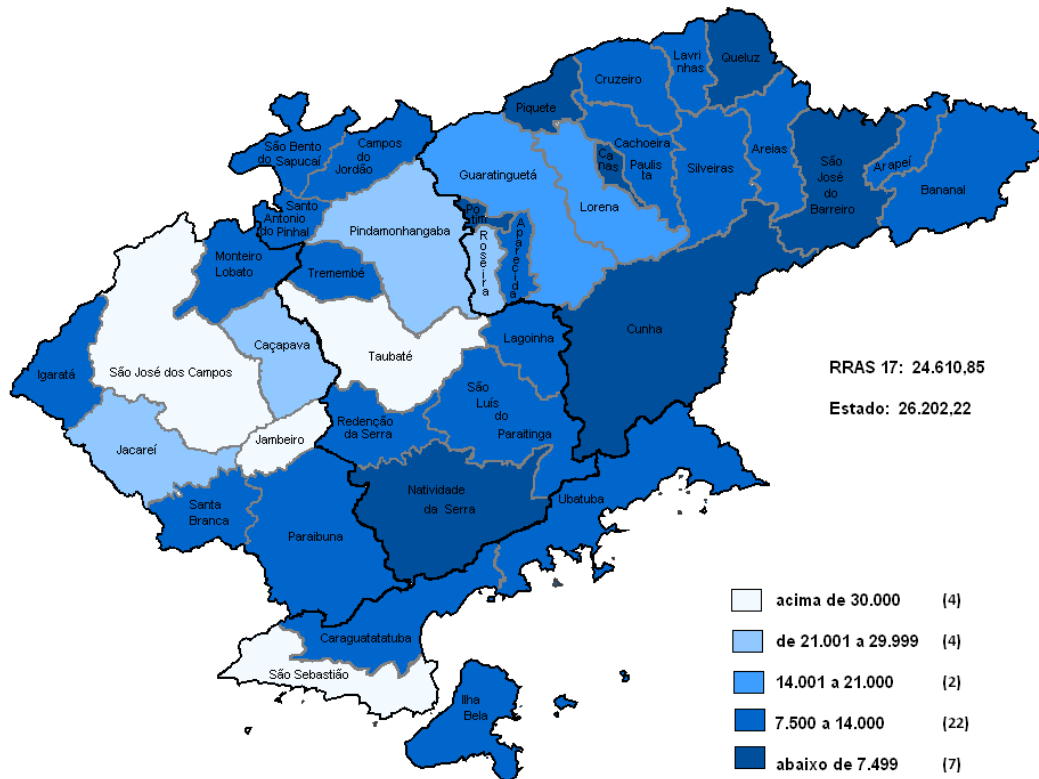 Queluz
Lavri
nhas
Cruzeiro
Piquete
São Bento
do Sapucaí
Campos
do
Jordão
Cachoeira
Paulis
ta
Ca
nas
Silveiras
Areias
São
José
do
Barreiro
Arapeí
Bananal
Guaratinguetá
Lorena
Santo
Antonio
do Pinhal
Po
tim
Aparecida
Roseira
Pindamonhangaba
Monteiro
Lobato
Tremembé
Cunha
Lagoinha
Caçapava
Taubaté
Igaratá
São José dos Campos
RRAS 17: 24.610,85
Estado: 26.202,22
São
Luís
do
Paraitinga
Redenção
da Serra
Jambeiro
Jacareí
Natividade
da Serra
Ubatuba
Santa
Branca
Paraibuna
Caraguatatatuba
São Sebastião
Ilha
Bela
acima de 30.000 (4)
de 21.001 a 29.999 (4)
14.001 a 21.000 (2)
7.500 a 14.000 (22)
abaixo de 7.499 (7)